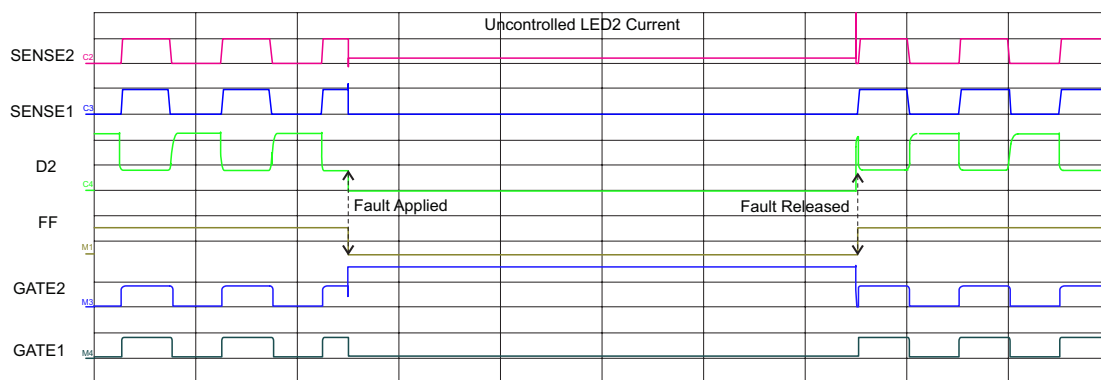 Uncontrolled LED2 Current
SENSE2 C2
SENSE1 C3
D2
C4
Fault Applied
Fault Released
FF
M1
GATE2 M3
GATE1 M4